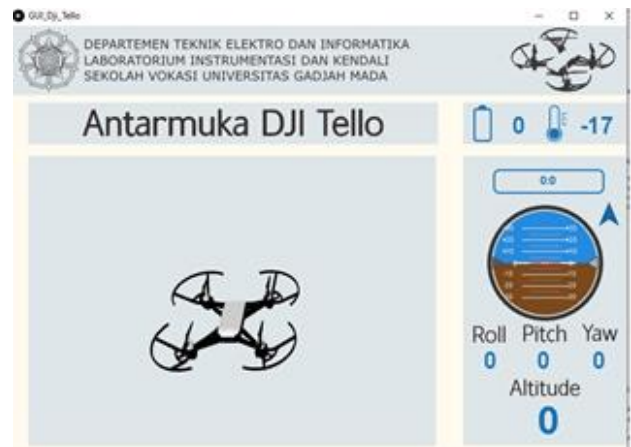 GUI_Dji_Tello
DEPARTEMEN TEKNIK ELEKTRO DAN INFORMATIKA
LABORATORIUM INSTRUMENTASI DAN KENDALI
SEKOLAH VOKASI UNIVERSITAS GADJAH MADA
Antarmuka DJI Tello
0
-17
0:0
Roll Pitch Yaw
0 0 0
Altitude
0